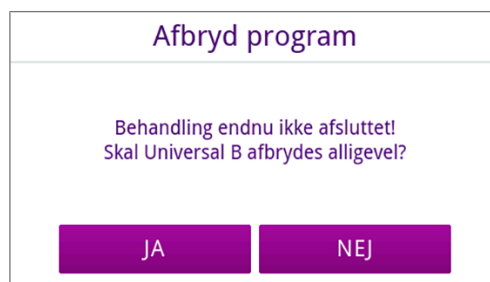 Afbryd program
Behandling endnu ikke afsluttet!
Skal Universal B afbrydes alligevel?
JA
NEJ